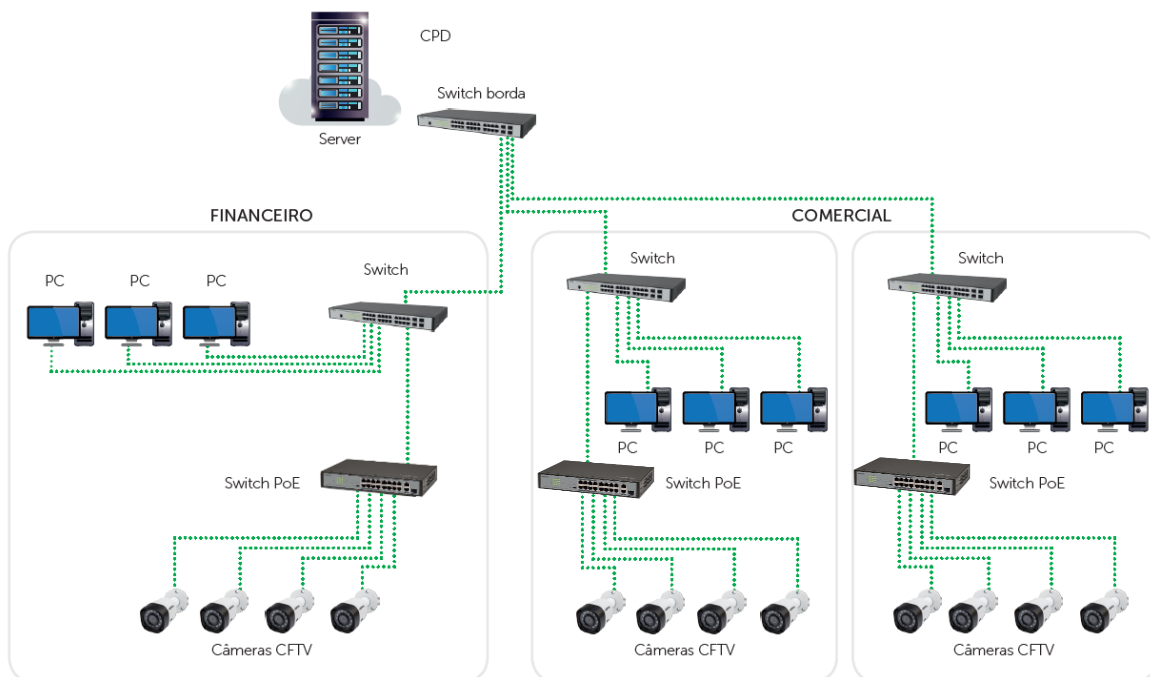 CPD
Switch borda
Server
FINANCEIRO
COMERCIAL
PC PC PC
Switch
Switch
Switch
PC PC PC
PC PC PC
Switch PoE
Switch PoE
Switch PoE
Câmeras CFTV
Câmeras CFTV
Câmeras CFTV